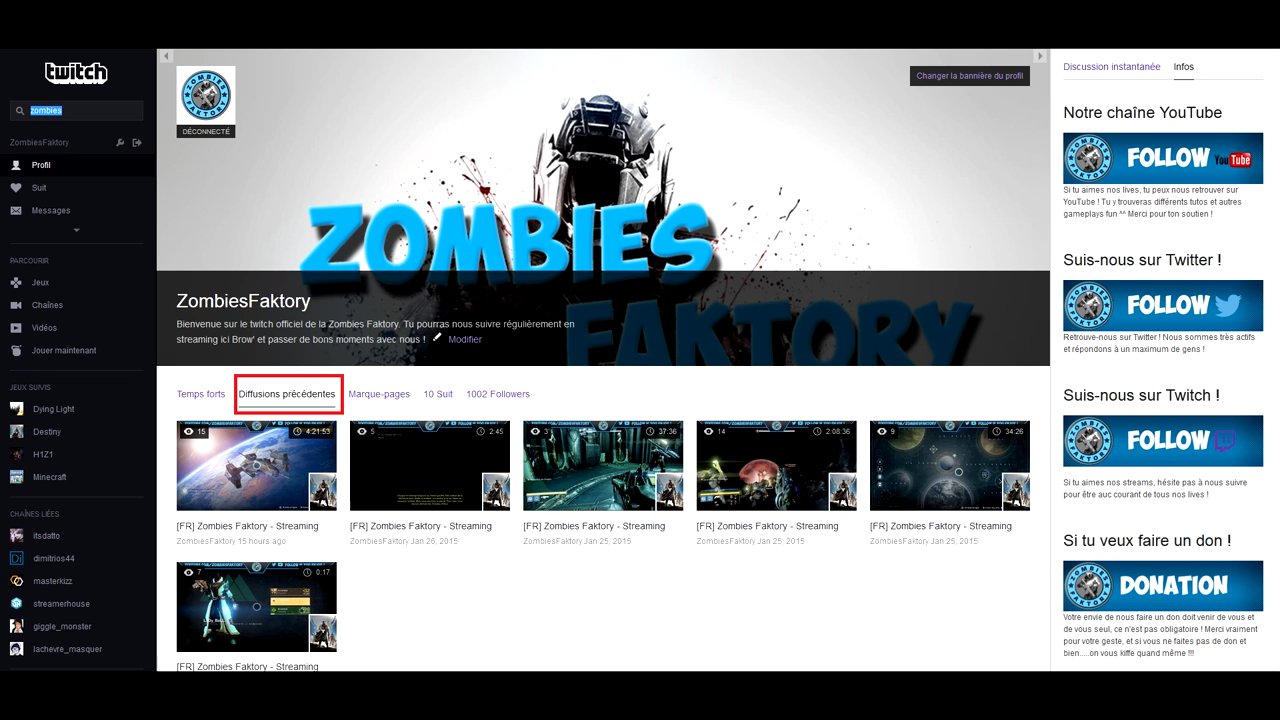 twitch
zombies
ZombiesFaktory
Profil
Suit
Messages
PARCOURIR
Jeux
Chaînes
Vidéos
Jouer maintenant
JEUX SUIVIS
Dying Light
Destiny
H1Z1
Minecraft
CHAÎNES LIÉES
itsdatto
dimitrios44
masterkizz
streamerhouse
giggle_monster
lachevre_masquer
ZOMBIES
FAKTORY
DÉCONNECTÉ
Changer la bannière du profil
ZOMBIES
FAKTORY
ZombiesFaktory
Bienvenue sur le twitch officiel de la Zombies Faktory. Tu pourras nous suivre régulièrement en
streaming ici Brow' et passer de bons moments avec nous ! Modifier
Temps forts Diffusions précédentes Marque-pages 10 Suit 1002 Followers
15 4:21:53
5 2:45
3 37:36
14 2:08:36
9 34:26
[FR] Zombies Faktory - Streaming
ZombiesFaktory 15 hours ago
[FR] Zombies Faktory - Streaming
ZombiesFaktory Jan 26, 2015
[FR] Zombies Faktory - Streaming
ZombiesFaktory Jan 25, 2015
[FR] Zombies Faktory - Streaming
ZombiesFaktory Jan 25, 2015
[FR] Zombies Faktory - Streaming
ZombiesFaktory Jan 25, 2015
7 0:17
[FR] Zombies Faktory - Streaming
Discussion instantanée Infos
Notre chaîne YouTube
FOLLOW YouTube
Si tu aimes nos lives, tu peux nous retrouver sur
YouTube ! Tu y trouveras différents tutos et autres
gameplays fun ^^ Merci pour ton soutien !
Suis-nous sur Twitter !
FOLLOW
Retrouve-nous sur Twitter ! Nous sommes très actifs
et répondons à un maximum de gens !
Suis-nous sur Twitch !
FOLLOW
Si tu aimes nos streams, hésite pas à nous suivre
pour être auc courant de tous nos lives !
Si tu veux faire un don !
DONATION
Votre envie de nous faire un don doit venir de vous et
de vous seul, ce n'est pas obligatoire ! Merci vraiment
pour votre geste, et si vous ne faites pas de don et
bien.....on vous kiffe quand même !!!